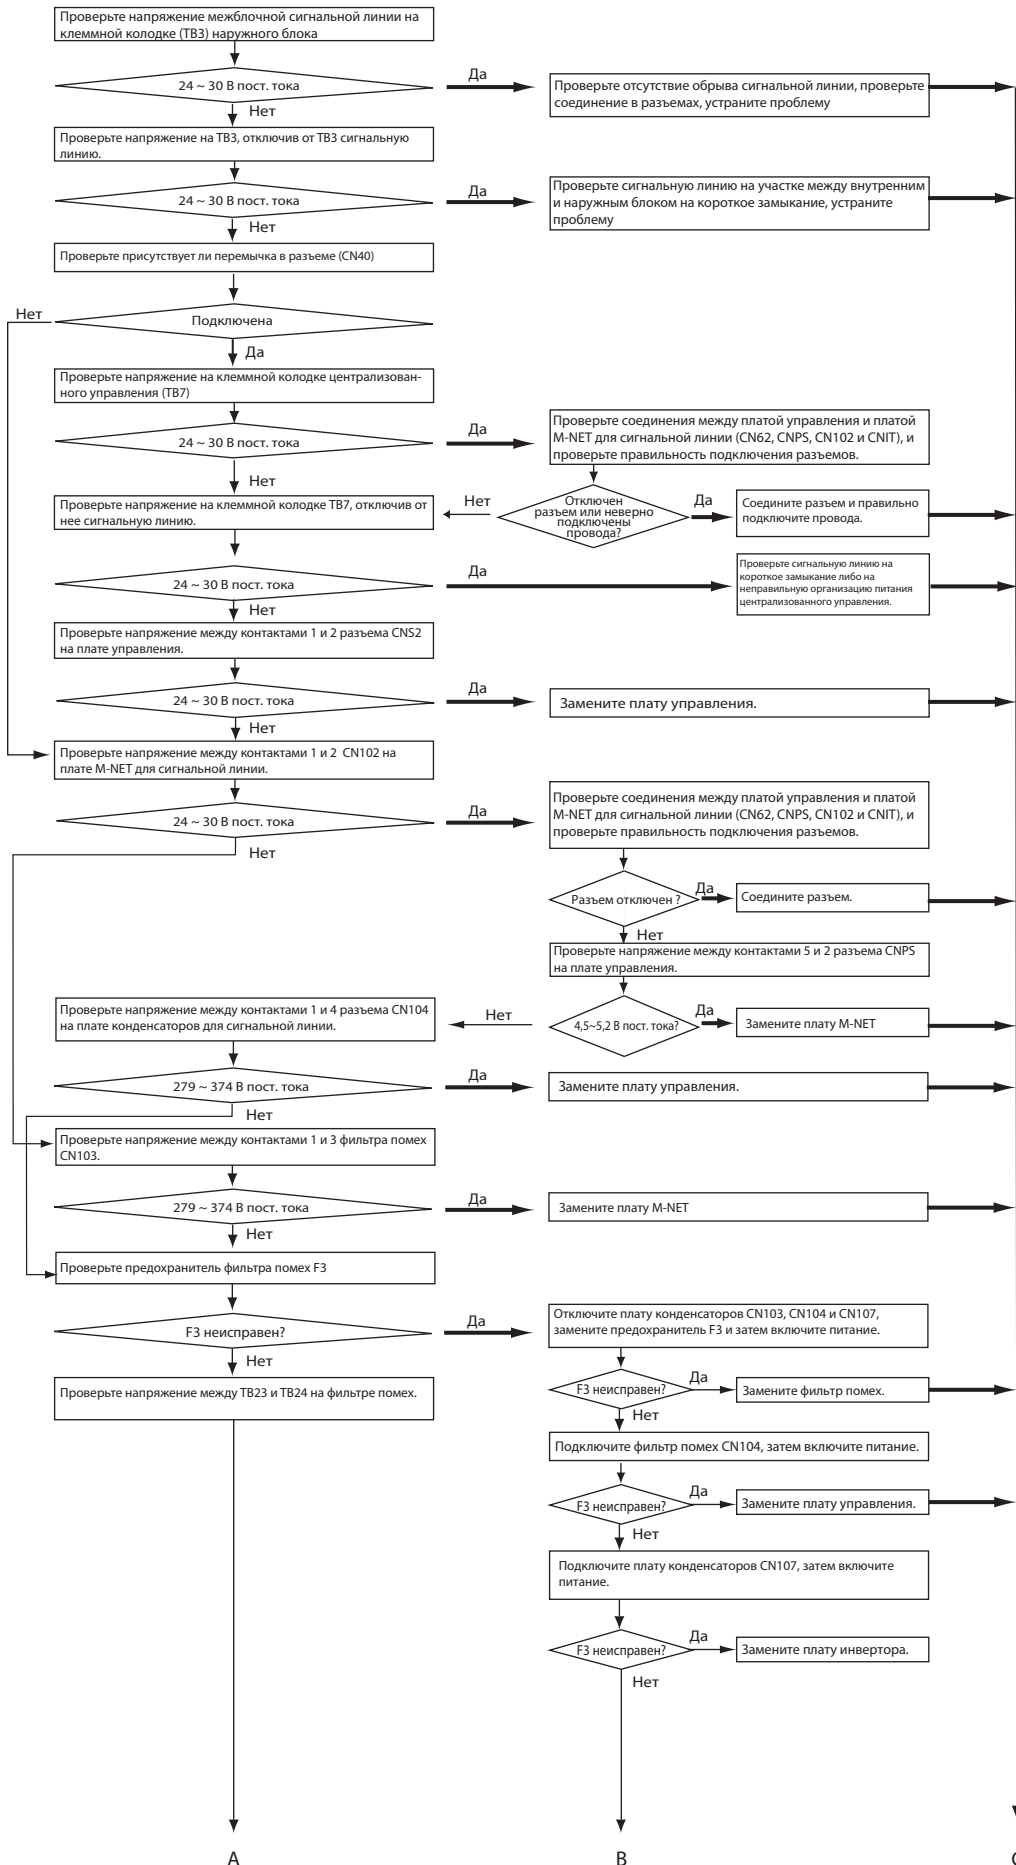 Проверьте напряжение межблочной сигнальной линии на
клеммной колодке (TB3) наружного блока
24 ~ 30 В пост. тока
Да
Проверьте отсутствие обрыва сигнальной линии, проверьте
соединение в разъемах, устраните проблему
Нет
Проверьте напряжение на TB3, отключив от TB3 сигнальную
линию.
24 ~ 30 В пост. тока
Да
Проверьте сигнальную линию на участке между внутренним
и наружным блоком на короткое замыкание, устраните
проблему
Нет
Проверьте присутствует ли перемычка в разъеме (CN40)
Нет
Подключена
Да
Проверьте напряжение на клеммной колодке централизован-
ного управления (TB7)
24 ~ 30 В пост. тока
Да
Проверьте соединения между платой управления и платой
M-NET для сигнальной линии (CN62, CNPS, CN102 и CNIT), и
проверьте правильность подключения разъемов.
Нет
Проверьте напряжение на клеммной колодке TB7, отключив от
нее сигнальную линию.
Нет
Отключен
разъем или неверно
подключены
провода?
Да
Соедините разъем и правильно
подключите провода.
24 ~ 30 В пост. тока
Да
Проверьте сигнальную линию на
короткое замыкание либо на
неправильную организацию питания
централизованного управления.
Нет
Проверьте напряжение между контактами 1 и 2 разъема CNS2
на плате управления.
24 ~ 30 В пост. тока
Да
Замените плату управления.
Нет
Проверьте напряжение между контактами 1 и 2 CN102 на
плате M-NET для сигнальной линии.
24 ~ 30 В пост. тока
Да
Проверьте соединения между платой управления и платой
M-NET для сигнальной линии (CN62, CNPS, CN102 и CNIT), и
проверьте правильность подключения разъемов.
Нет
Разъем отключен ?
Да
Соедините разъем.
Нет
Проверьте напряжение между контактами 5 и 2 разъема CNPS
на плате управления.
Проверьте напряжение между контактами 1 и 4 разъема CN104
на плате конденсаторов для сигнальной линии.
Нет
4,5~5,2 В пост. тока?
Да
Замените плату M-NET
279 ~ 374 В пост. тока
Да
Замените плату управления.
Нет
Проверьте напряжение между контактами 1 и 3 фильтра помех
CN103.
279 ~ 374 В пост. тока
Да
Замените плату M-NET
Нет
Проверьте предохранитель фильтра помех F3
F3 неисправен?
Да
Отключите плату конденсаторов CN103, CN104 и CN107,
замените предохранитель F3 и затем включите питание.
Нет
Проверьте напряжение между TB23 и TB24 на фильтре помех.
F3 неисправен?
Да
Замените фильтр помех.
Нет
Подключите фильтр помех CN104, затем включите питание.
F3 неисправен?
Да
Замените плату управления.
Нет
Подключите плату конденсаторов CN107, затем включите
питание.
F3 неисправен?
Да
Замените плату инвертора.
Нет
A
B